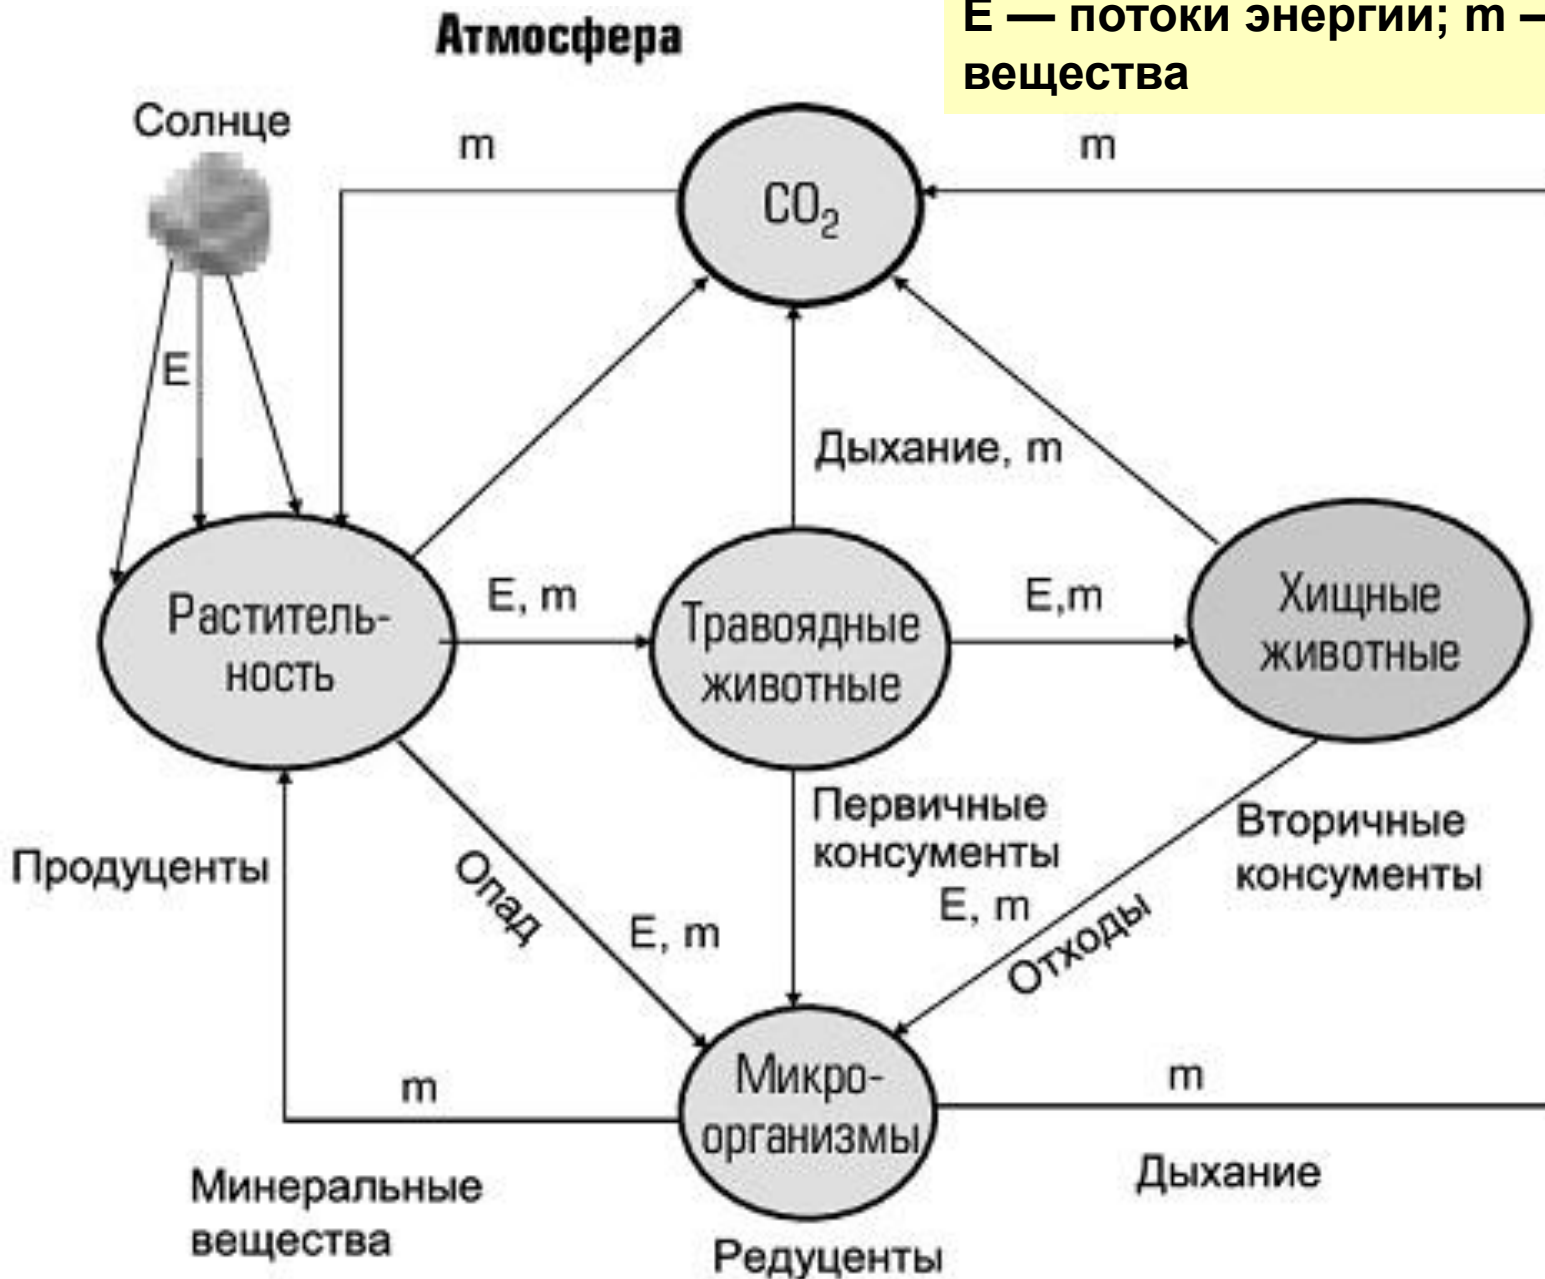 Атмосфера
E — потоки энергии; m —
вещества
Солнце
m
m
CO₂
E
Дыхание, m
E, m
E,m
Раститель-
ность
Травоядные
животные
Хищные
животные
Первичные
консументы
Вторичные
консументы
Продуценты
Опад
E, m
E, m
Отходы
Микро-
организмы
m
m
Минеральные
вещества
Дыхание
Редуценты